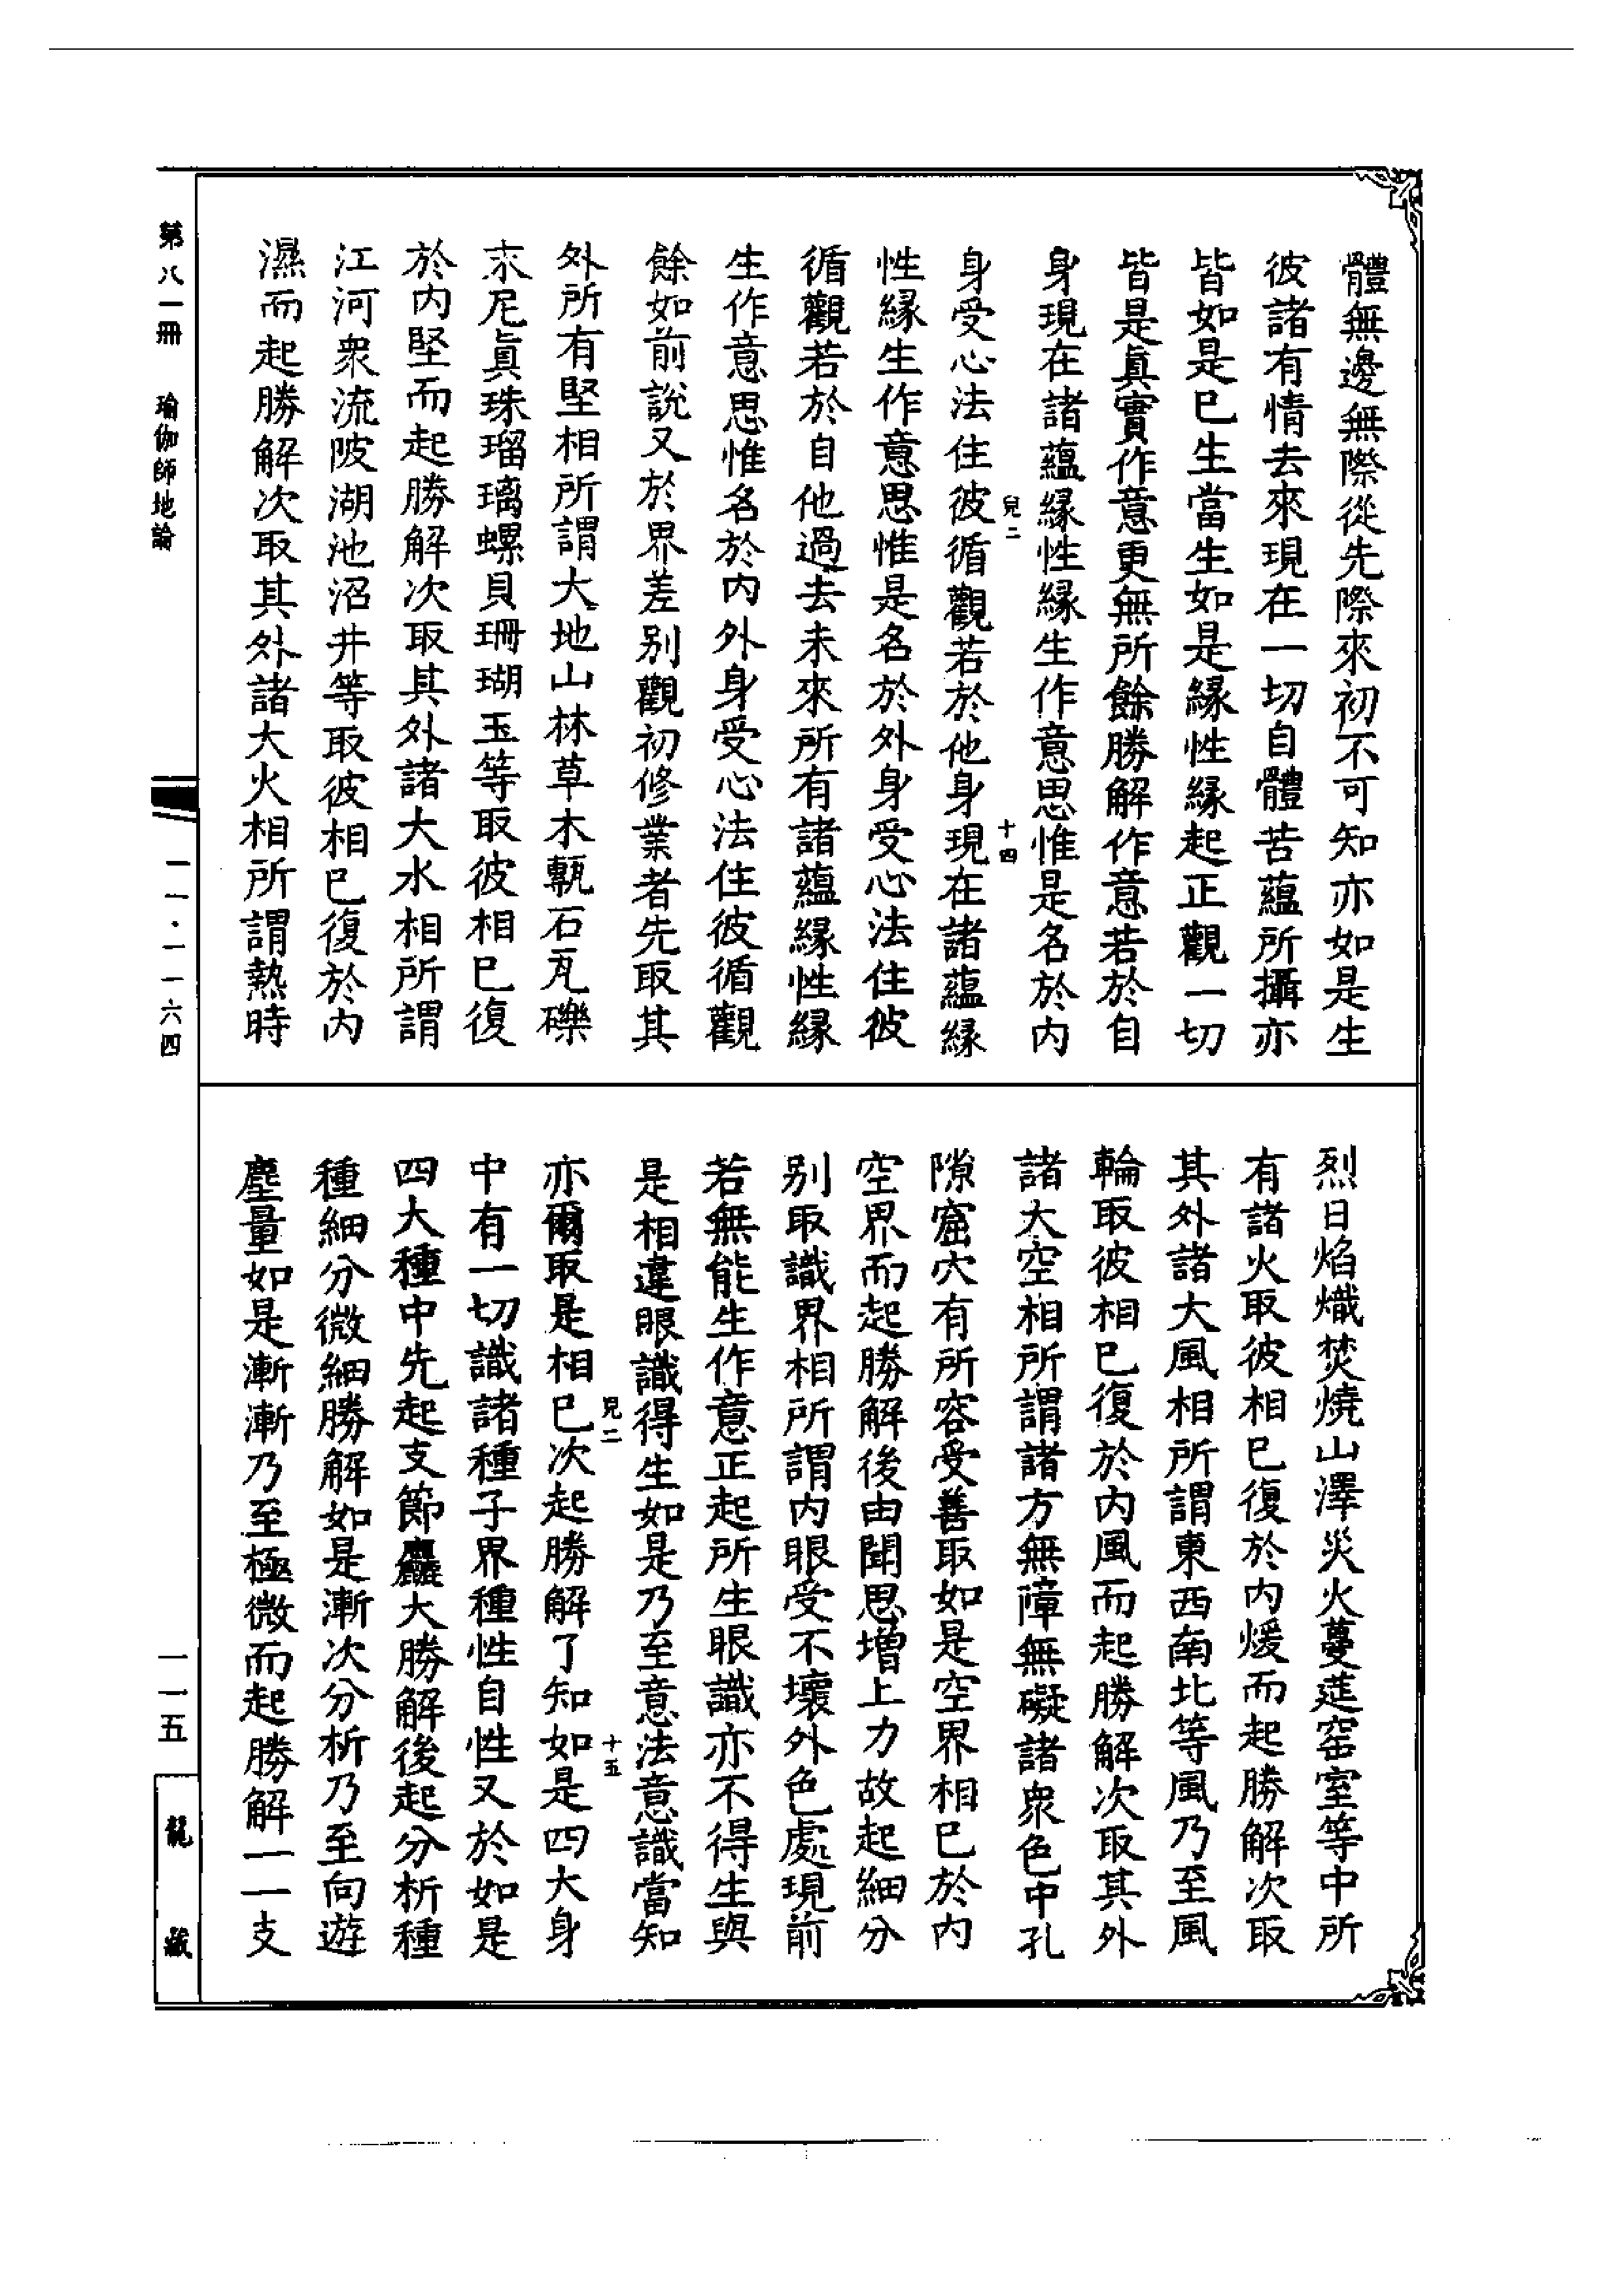 體無邊無際從先際來初不可知亦如是生
彼諸有情去來現在一切自體苦蘊所攝亦
皆如是已生當生如是緣性緣起正觀一切
皆是真實作意更無所餘勝解作意若於自
身現在諸蘊緣性緣生作意思惟是名於內
兒二
十四
身受心法住彼循觀若於他身現在諸蘊緣
性緣生作意思惟是名於外身受心法住彼
循觀若於自他過去未來所有諸蘊緣性緣
生作意思惟名於內外身受心法住彼循觀
餘如前說又於界差別觀初修業者先取其
外所有堅相所謂大地山林草木甎石瓦礫
末尼真珠瑠璃螺貝珊瑚玉等取彼相已復
於內堅而起勝解次取其外諸大水相所謂
江河衆流陂湖池沼井等取彼相已復於內
濕而起勝解次取其外諸大火相所謂熱時
烈日焰熾焚燒山澤災火蔓莚窑室等中所
有諸火取彼相已復於內煖而起勝解次取
其外諸大風相所謂東西南北等風乃至風
輪取彼相已復於內風而起勝解次取其外
諸大空相所謂諸方無障無礙諸衆色中孔
隙窟穴有所容受善取如是空界相已於內
空界而起勝解後由聞思增上力故起細分
別取識界相所謂內眼受不壞外色處現前
若無能生作意正起所生眼識亦不得生與
是相違眼識得生如是乃至意法意識當知
兒二
十五
亦爾取是相已次起勝解了知如是四大身
中有一切識諸種子界種性自性又於如是
四大種中先起支節麤大勝解後起分析種
種細分微細勝解如是漸次分析乃至向遊
塵量如是漸漸乃至極微而起勝解一一支
第八一冊
瑜伽師地論
一一·一一六四
一一五
龍藏